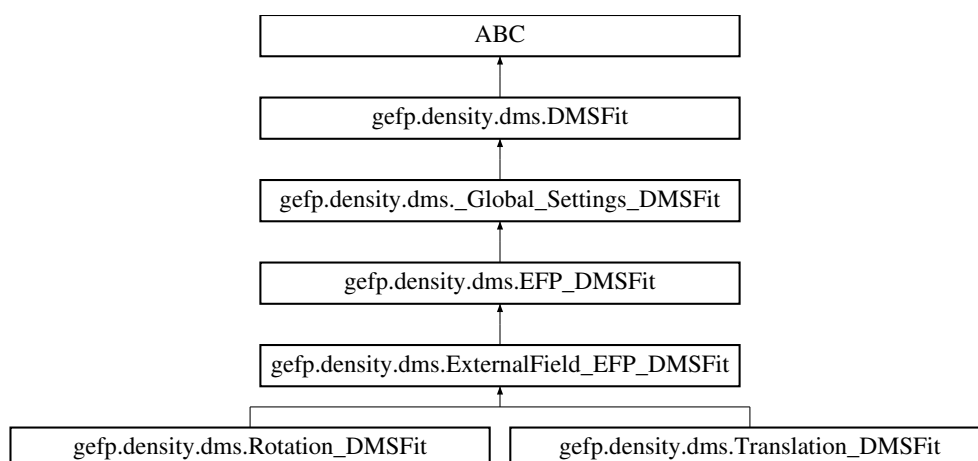 ABC
gefp.density.dms.DMSFit
gefp.density.dms._Global_Settings_DMSFit
gefp.density.dms.EFP_DMSFit
gefp.density.dms.ExternalField_EFP_DMSFit
gefp.density.dms.Rotation_DMSFit
gefp.density.dms.Translation_DMSFit